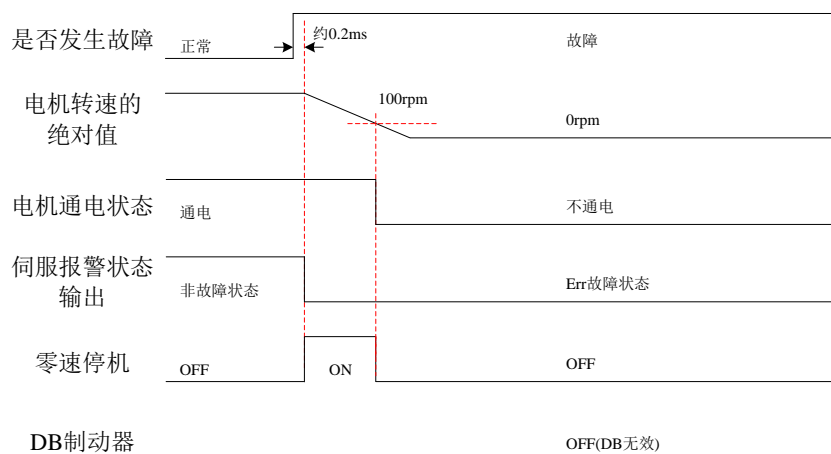 是否发生故障
正常
约0.2ms
故障
电机转速的
绝对值
100rpm
0rpm
电机通电状态
通电
不通电
伺服报警状态
输出
非故障状态
Err故障状态
零速停机
OFF
ON
OFF
DB制动器
OFF(DB无效)